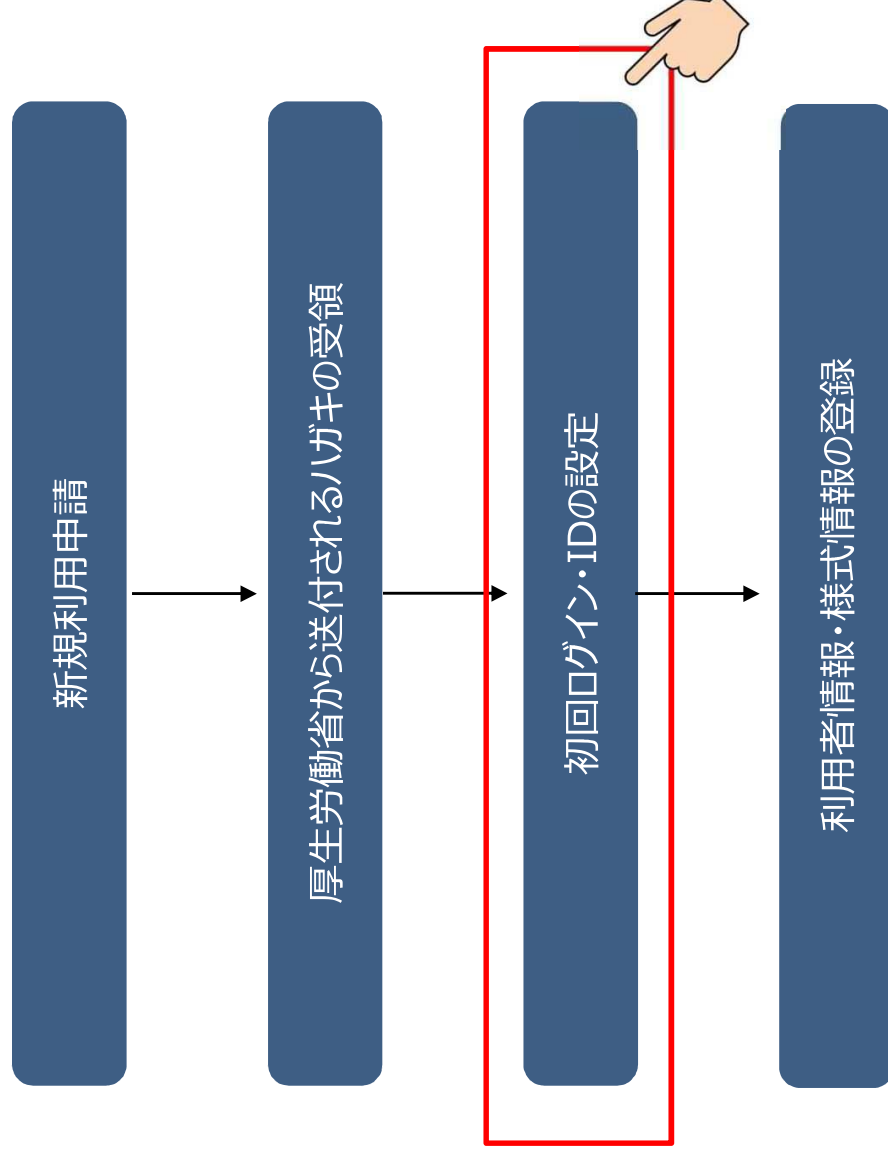 新規利用申請
厚生労働省から送付されるハガキの受領
初回ログイン・IDの設定
利用者情報・様式情報の登録